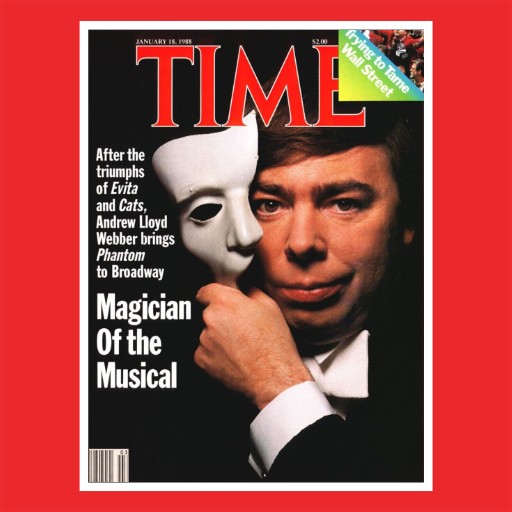 JANUARY 18, 1988 $2.00
TIME
Trying to Tame
Wall Street
After the
triumphs
of Evita
and Cats,
Andrew Lloyd
Webber brings
Phantom
to Broadway
Magician
Of the
Musical
03